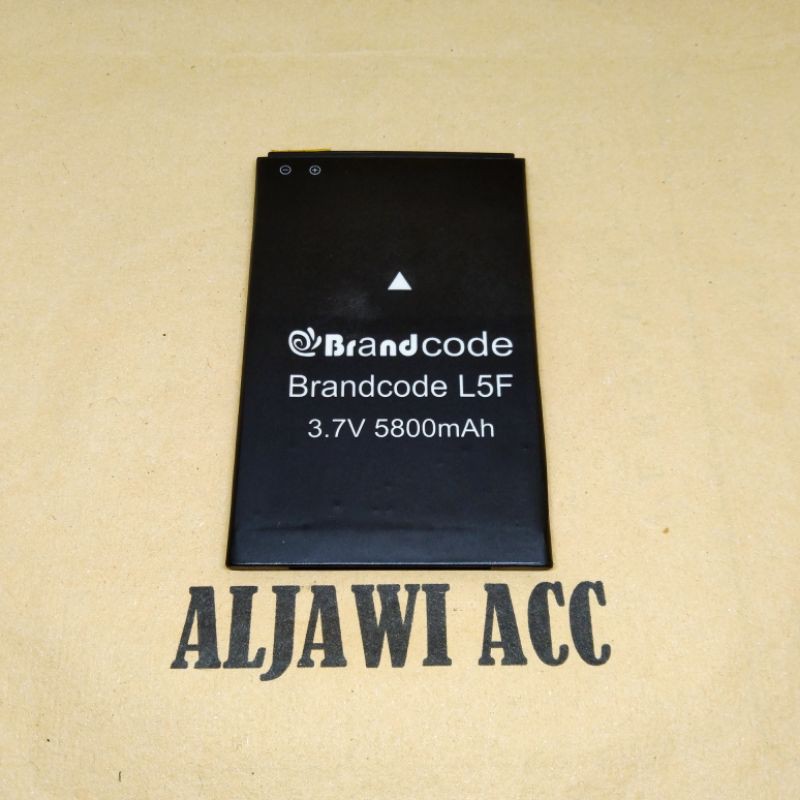 Brandcode
Brandcode L5F
3.7V 5800mAh
ALJAWI ACC